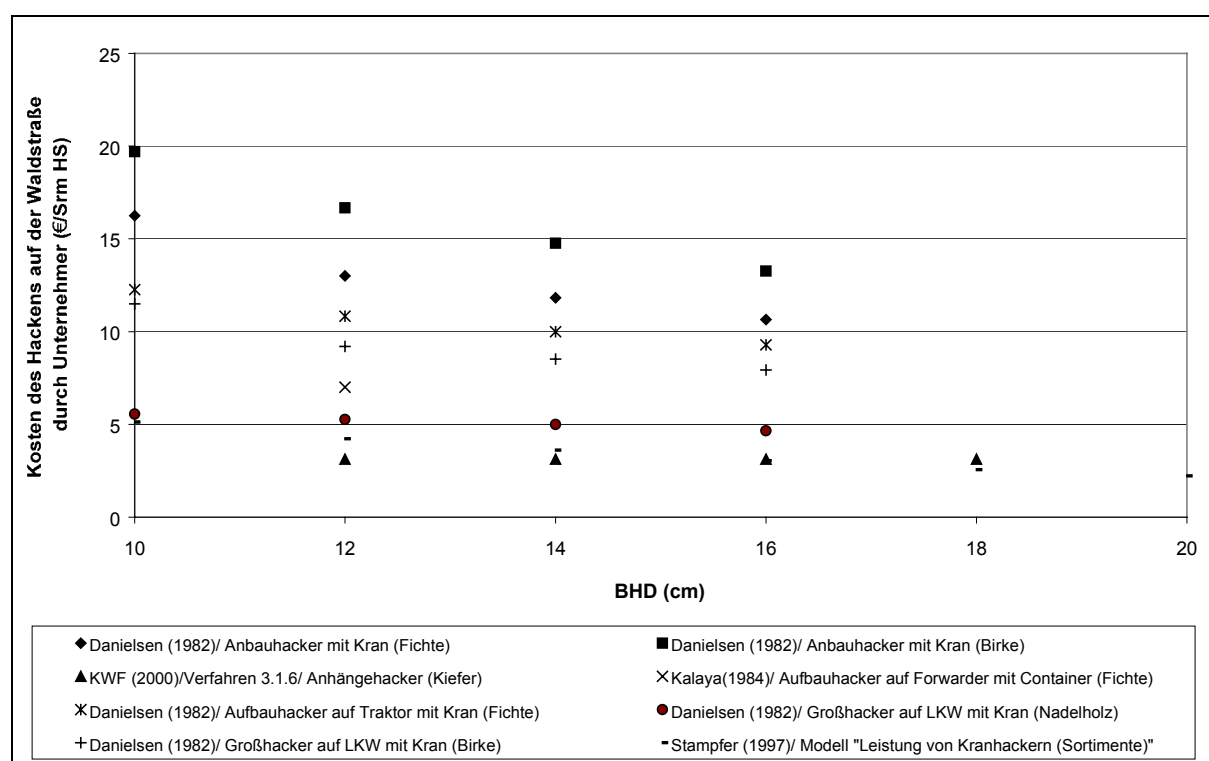 Kosten des Hackens auf der Waldstraße
durch Unternehmer (€/Srm HS)
25
20
15
10
5
0
10 12 14 16 18 20
BHD (cm)
Danielsen (1982)/ Anbauhacker mit Kran (Fichte)
Danielsen (1982)/ Anbauhacker mit Kran (Birke)
KWF (2000)/Verfahren 3.1.6/ Anhängehacker (Kiefer)
Kalaya(1984)/ Aufbauhacker auf Forwarder mit Container (Fichte)
Danielsen (1982)/ Aufbauhacker auf Traktor mit Kran (Fichte)
Danielsen (1982)/ Großhacker auf LKW mit Kran (Nadelholz)
Danielsen (1982)/ Großhacker auf LKW mit Kran (Birke)
Stampfer (1997)/ Modell "Leistung von Kranhackern (Sortimente)"